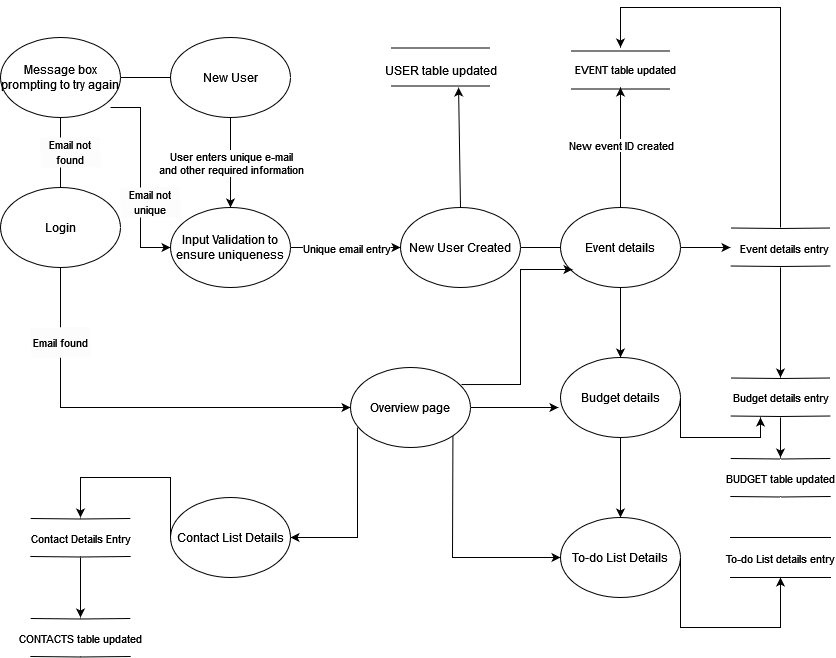 Message box
prompting to try again
New User
USER table updated
EVENT table updated
Email not
found
User enters unique e-mail
and other required information
New event ID created
Email not
unique
Login
Input Validation to
ensure uniqueness
Unique email entry
New User Created
Event details
Event details entry
Email found
Overview page
Budget details
Budget details entry
BUDGET table updated
Contact Details Entry
Contact List Details
To-do List Details
To-do List details entry
CONTACTS table updated